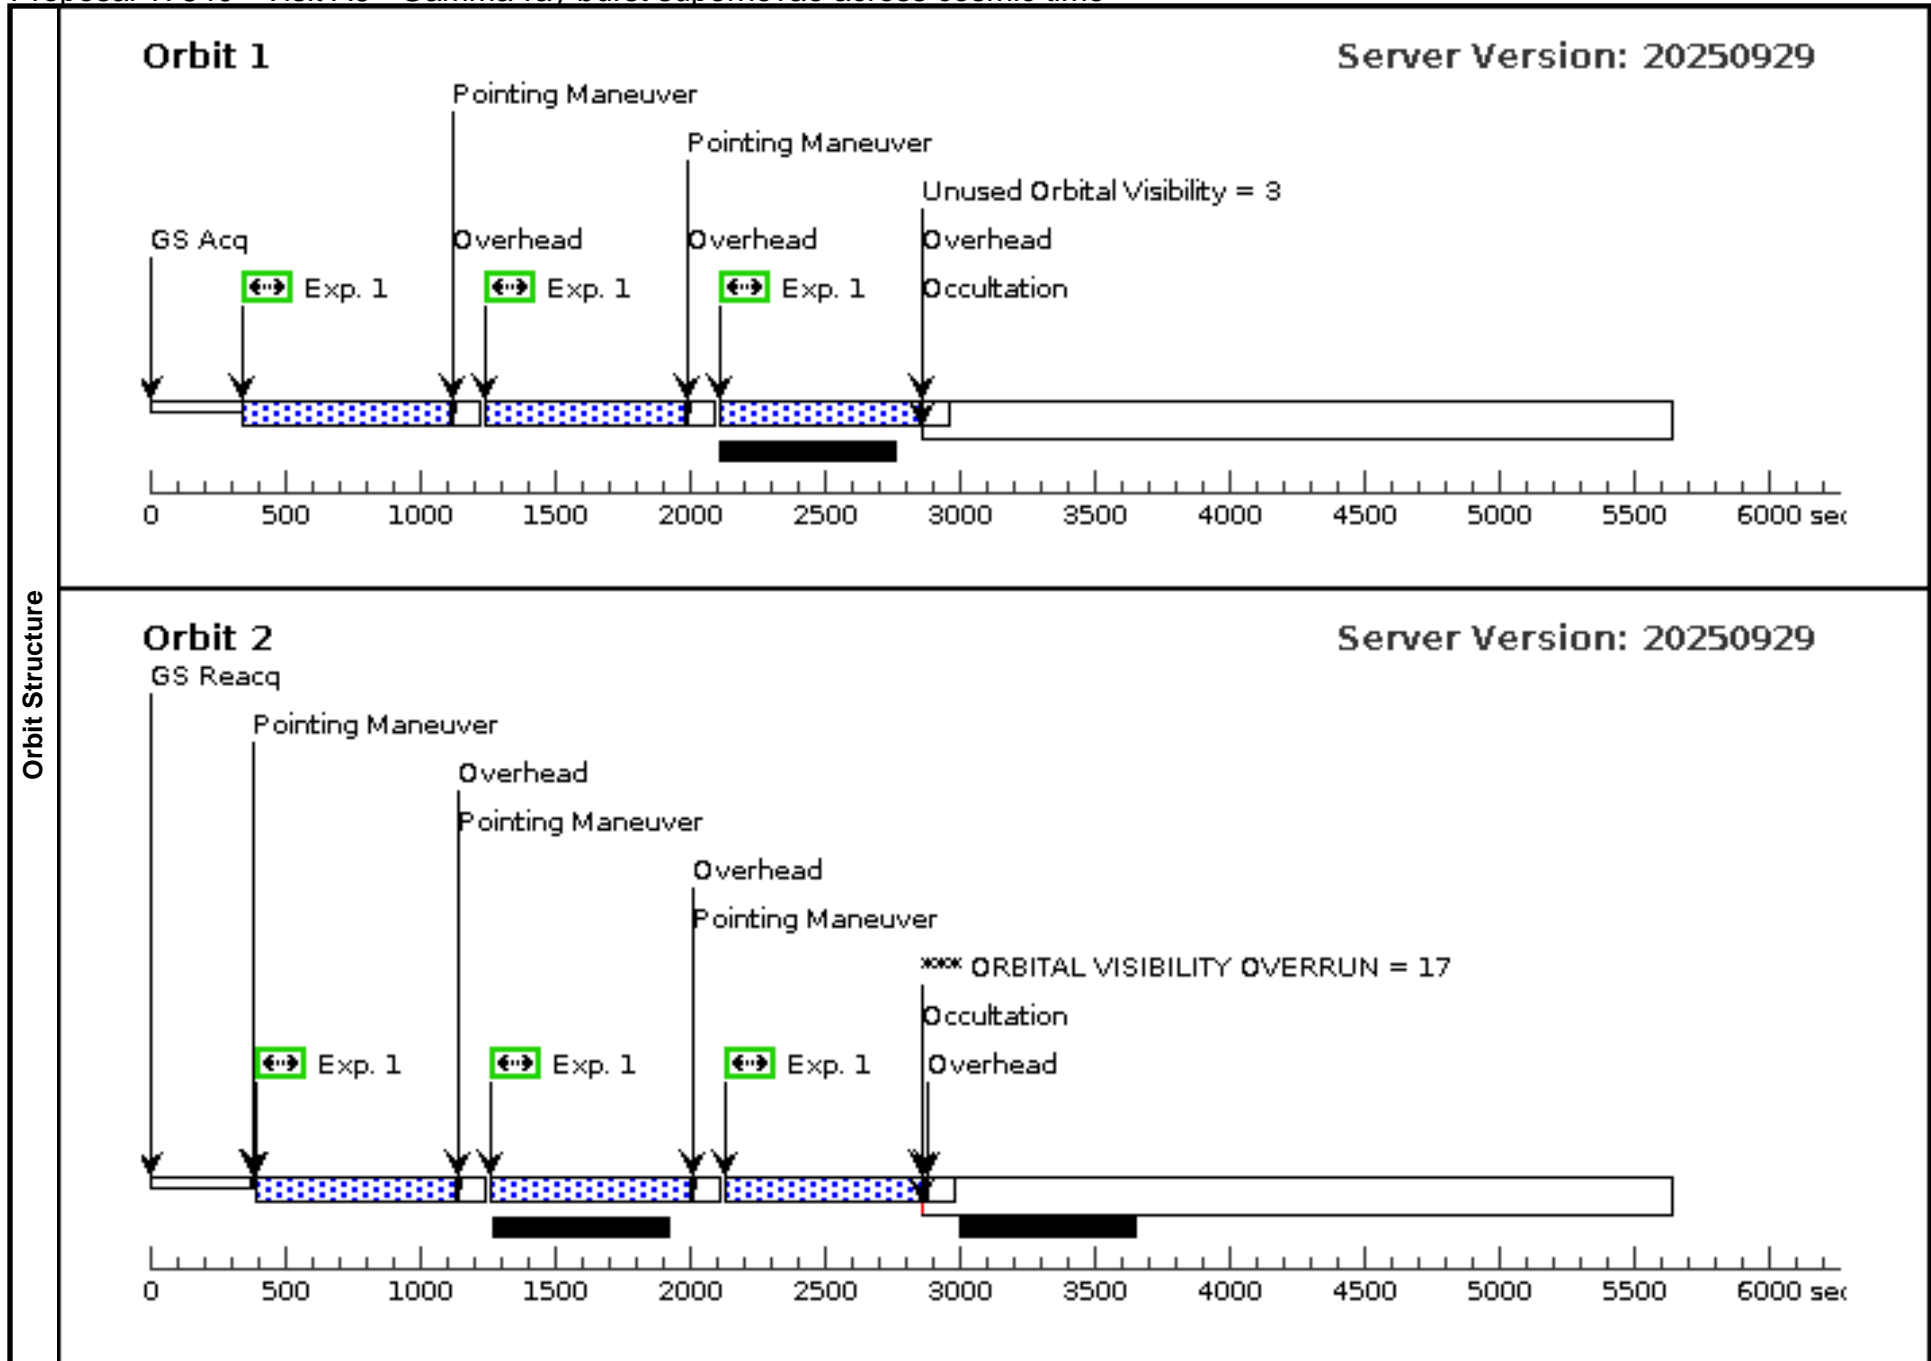 Orbit Structure
Orbit 1
Server Version: 20250929
Pointing Maneuver
Pointing Maneuver
Unused Orbital Visibility = 3
GS Acq
Overhead
Overhead
Overhead
Exp. 1
Exp. 1
Exp. 1
Occultation
0 500 1000 1500 2000 2500 3000 3500 4000 4500 5000 5500 6000 sec
Orbit 2
Server Version: 20250929
GS Reacq
Pointing Maneuver
Overhead
Pointing Maneuver
Overhead
Pointing Maneuver
*** ORBITAL VISIBILITY OVERRUN = 17
Occultation
Exp. 1
Exp. 1
Exp. 1
Overhead
0 500 1000 1500 2000 2500 3000 3500 4000 4500 5000 5500 6000 sec